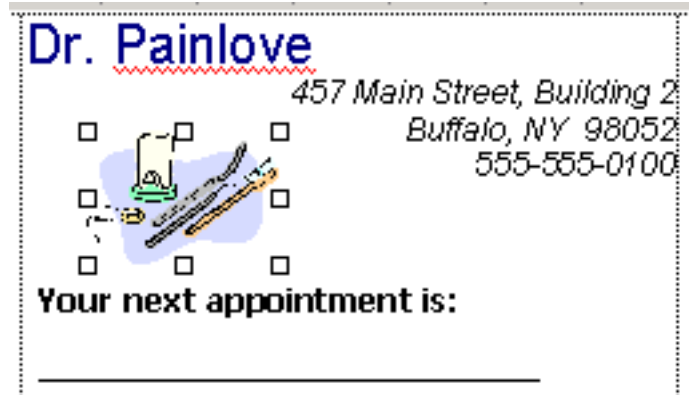 Dr. Painlove
457 Main Street, Building 2
Buffalo, NY 98052
555-555-0100
Your next appointment is: